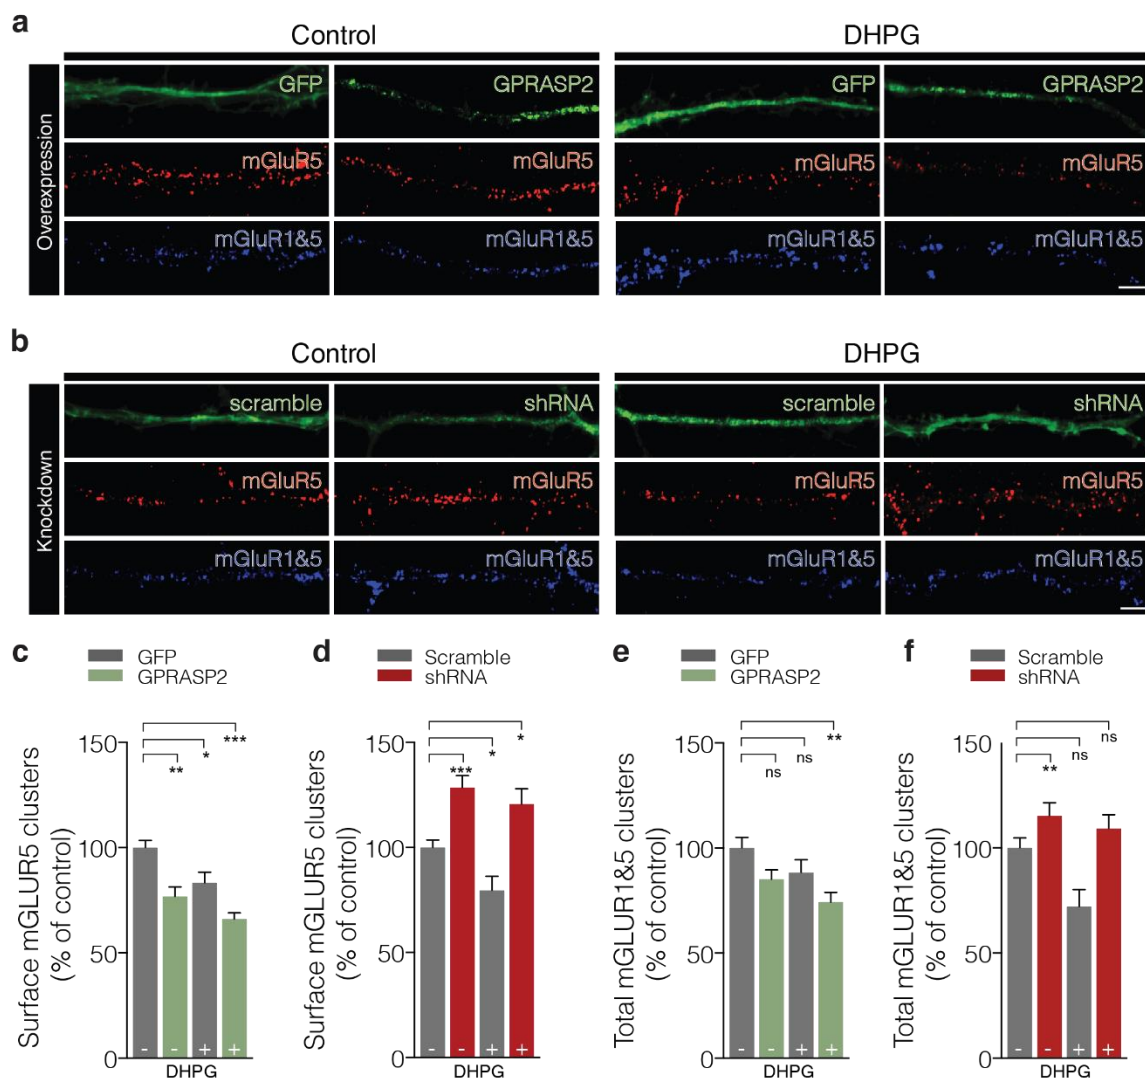 a
Control
DHPG
Overexpression
GFP
GPRASP2
GFP
GPRASP2
mGluR5
mGluR5
mGluR5
mGluR5
mGluR1&5
mGluR1&5
mGluR1&5
mGluR1&5
b
Control
DHPG
Knockdown
scramble
shRNA
scramble
shRNA
mGluR5
mGluR5
mGluR5
mGluR5
mGluR1&5
mGluR1&5
mGluR1&5
mGluR1&5
c
GFP
GPRASP2
Surface mGLUR5 clusters
(% of control)
150
100
50
0
**
*
***
- - + +
DHPG
d
Scramble
shRNA
Surface mGLUR5 clusters
(% of control)
150
100
50
0
***
*
*
- - + +
DHPG
e
GFP
GPRASP2
Total mGLUR1&5 clusters
(% of control)
150
100
50
0
ns
ns
**
- - + +
DHPG
f
Scramble
shRNA
Total mGLUR1&5 clusters
(% of control)
150
100
50
0
**
ns
ns
- - + +
DHPG